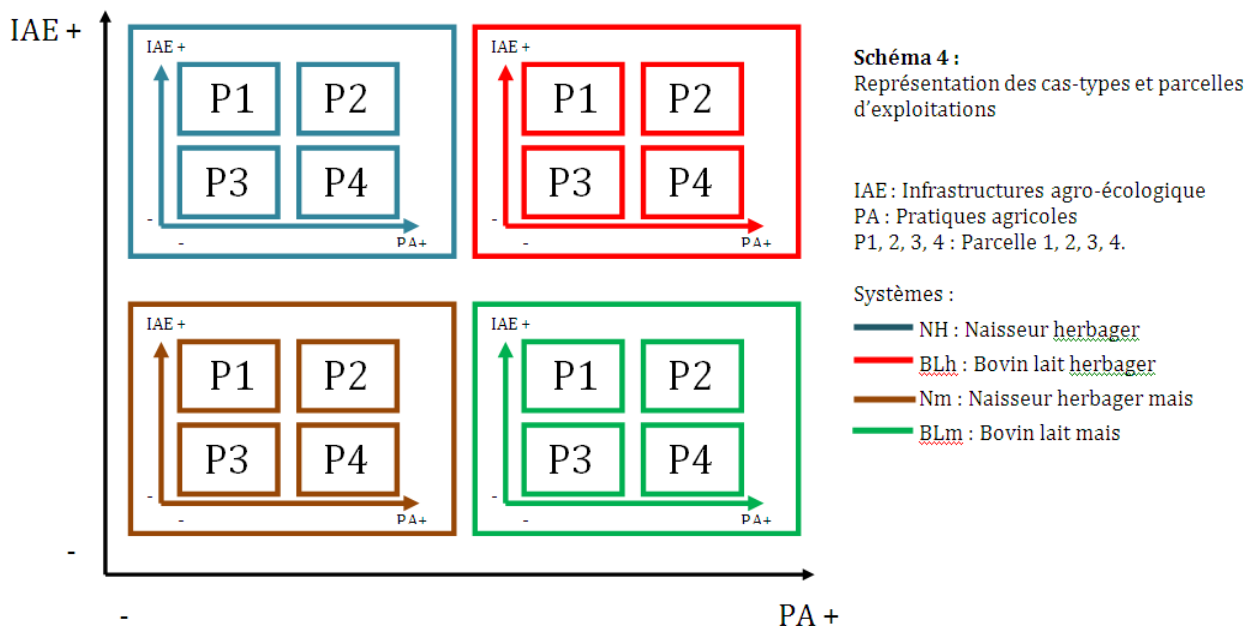 IAE +
IAE +
P1 P2
P3 P4
-
- PA+
IAE +
P1 P2
P3 P4
-
- PA+
IAE +
P1 P2
P3 P4
-
- PA+
IAE +
P1 P2
P3 P4
-
- PA+
-
- PA +
Schéma 4 :
Représentation des cas-types et parcelles
d’exploitations
IAE : Infrastructures agro-écologique
PA : Pratiques agricoles
P1, 2, 3, 4 : Parcelle 1, 2, 3, 4.
Systèmes :
NH : Naisseur herbager
BLh : Bovin lait herbager
Nm : Naisseur herbager mais
BLm : Bovin lait mais